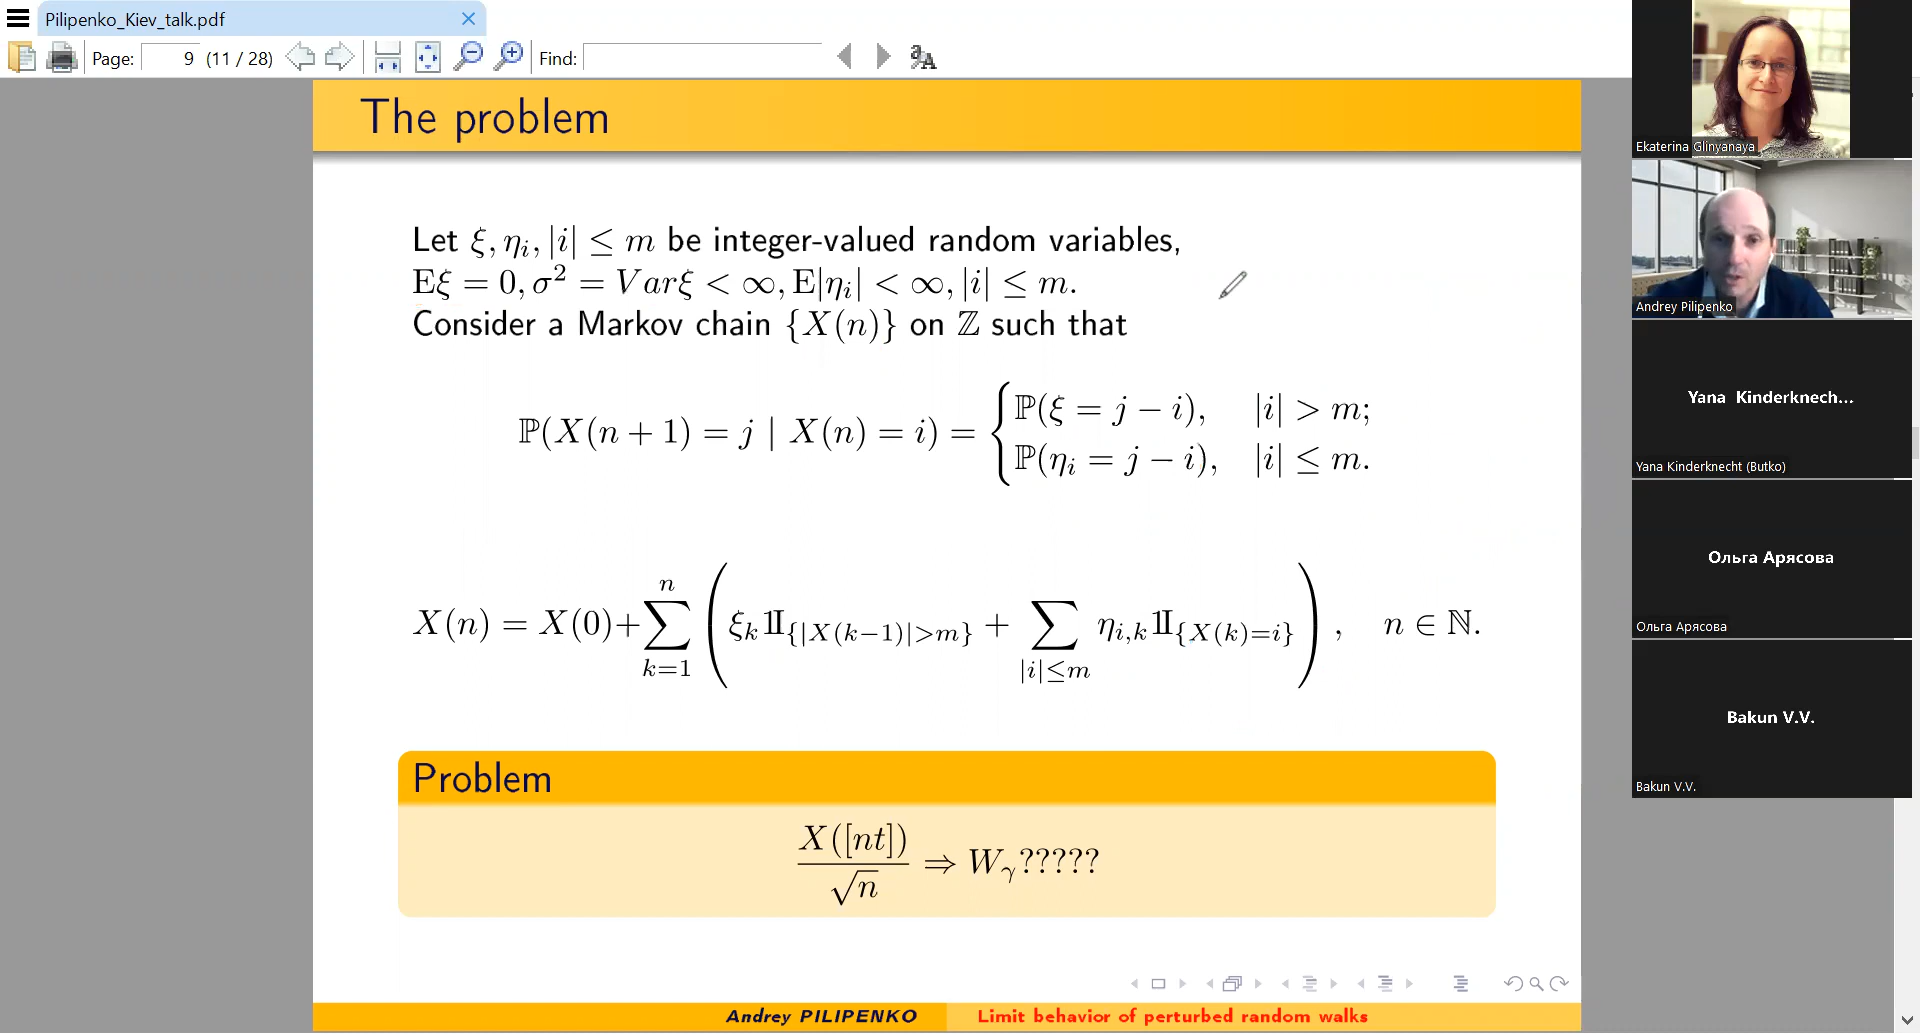 Pilipenko_Kiev_talk.pdf
Page: 9 (11 / 28) Find:
The problem
Let ξ, η_i, |i| ≤ m be integer-valued random variables,
Eξ = 0, σ² = Varξ < ∞, E|η_i| < ∞, |i| ≤ m.
Consider a Markov chain {X(n)} on ℤ such that
ℙ(X(n + 1) = j | X(n) = i) = { ℙ(ξ = j − i), |i| > m;
ℙ(η_i = j − i), |i| ≤ m.
X(n) = X(0)+∑_{k=1}^{n} ( ξ_k 𝟙_{|X(k−1)|>m} + ∑_{|i|≤m} η_{i,k} 𝟙_{X(k)=i} ), n ∈ ℕ.
Problem
X([nt])/√n ⇒ W_γ?????
Andrey PILIPENKO Limit behavior of perturbed random walks
Ekaterina Glinyanaya
Andrey Pilipenko
Yana Kinderknech...
Yana Kinderknecht (Butko)
Ольга Арясова
Ольга Арясова
Bakun V.V.
Bakun V.V.